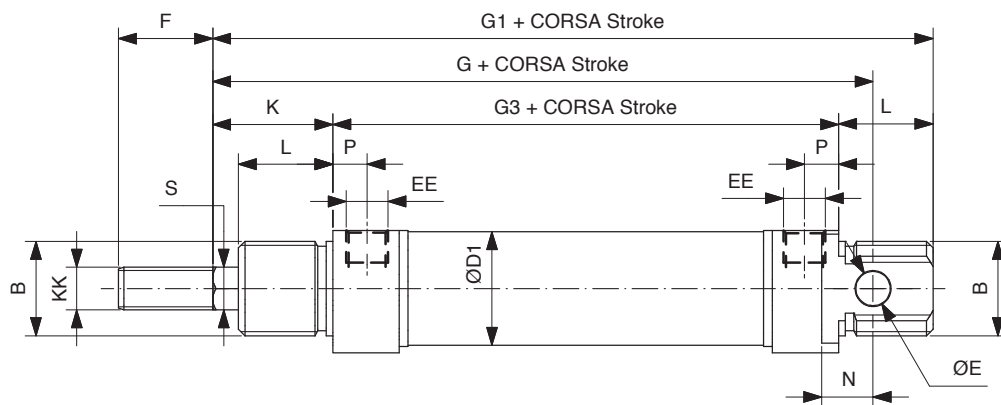 F
G1 + CORSA Stroke
G + CORSA Stroke
K
G3 + CORSA Stroke
L
L
P
P
S
EE
EE
B
KK
ØD1
B
N
ØE